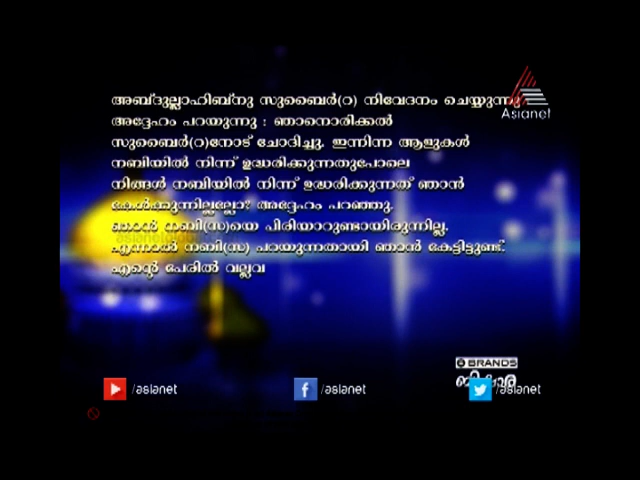 asianet
അബ്ദുല്ലാഹിബ്നു സുബൈർ(റ) നിവേദനം ചെയ്യുന്നു
അദ്ദേഹം പറയുന്നു : ഞാനൊരിക്കൽ
സുബൈർ(റ)നോട് ചോദിച്ചു. ഇന്നിന്ന ആളുകൾ
നബിയിൽ നിന്ന് ഉദ്ധരിക്കുന്നതുപോലെ
നിങ്ങൾ നബിയിൽ നിന്ന് ഉദ്ധരിക്കുന്നത് ഞാൻ
കേൾക്കുന്നില്ലല്ലോ? അദ്ദേഹം പറഞ്ഞു.
ഞാൻ നബി(സ)യെ പിരിയാറുണ്ടായിരുന്നില്ല.
എന്നാൽ നബി(സ) പറയുന്നതായി ഞാൻ കേട്ടിട്ടുണ്ട്.
എന്റെ പേരിൽ വല്ലവ
BRANDS
/asianet /asianet /asianet